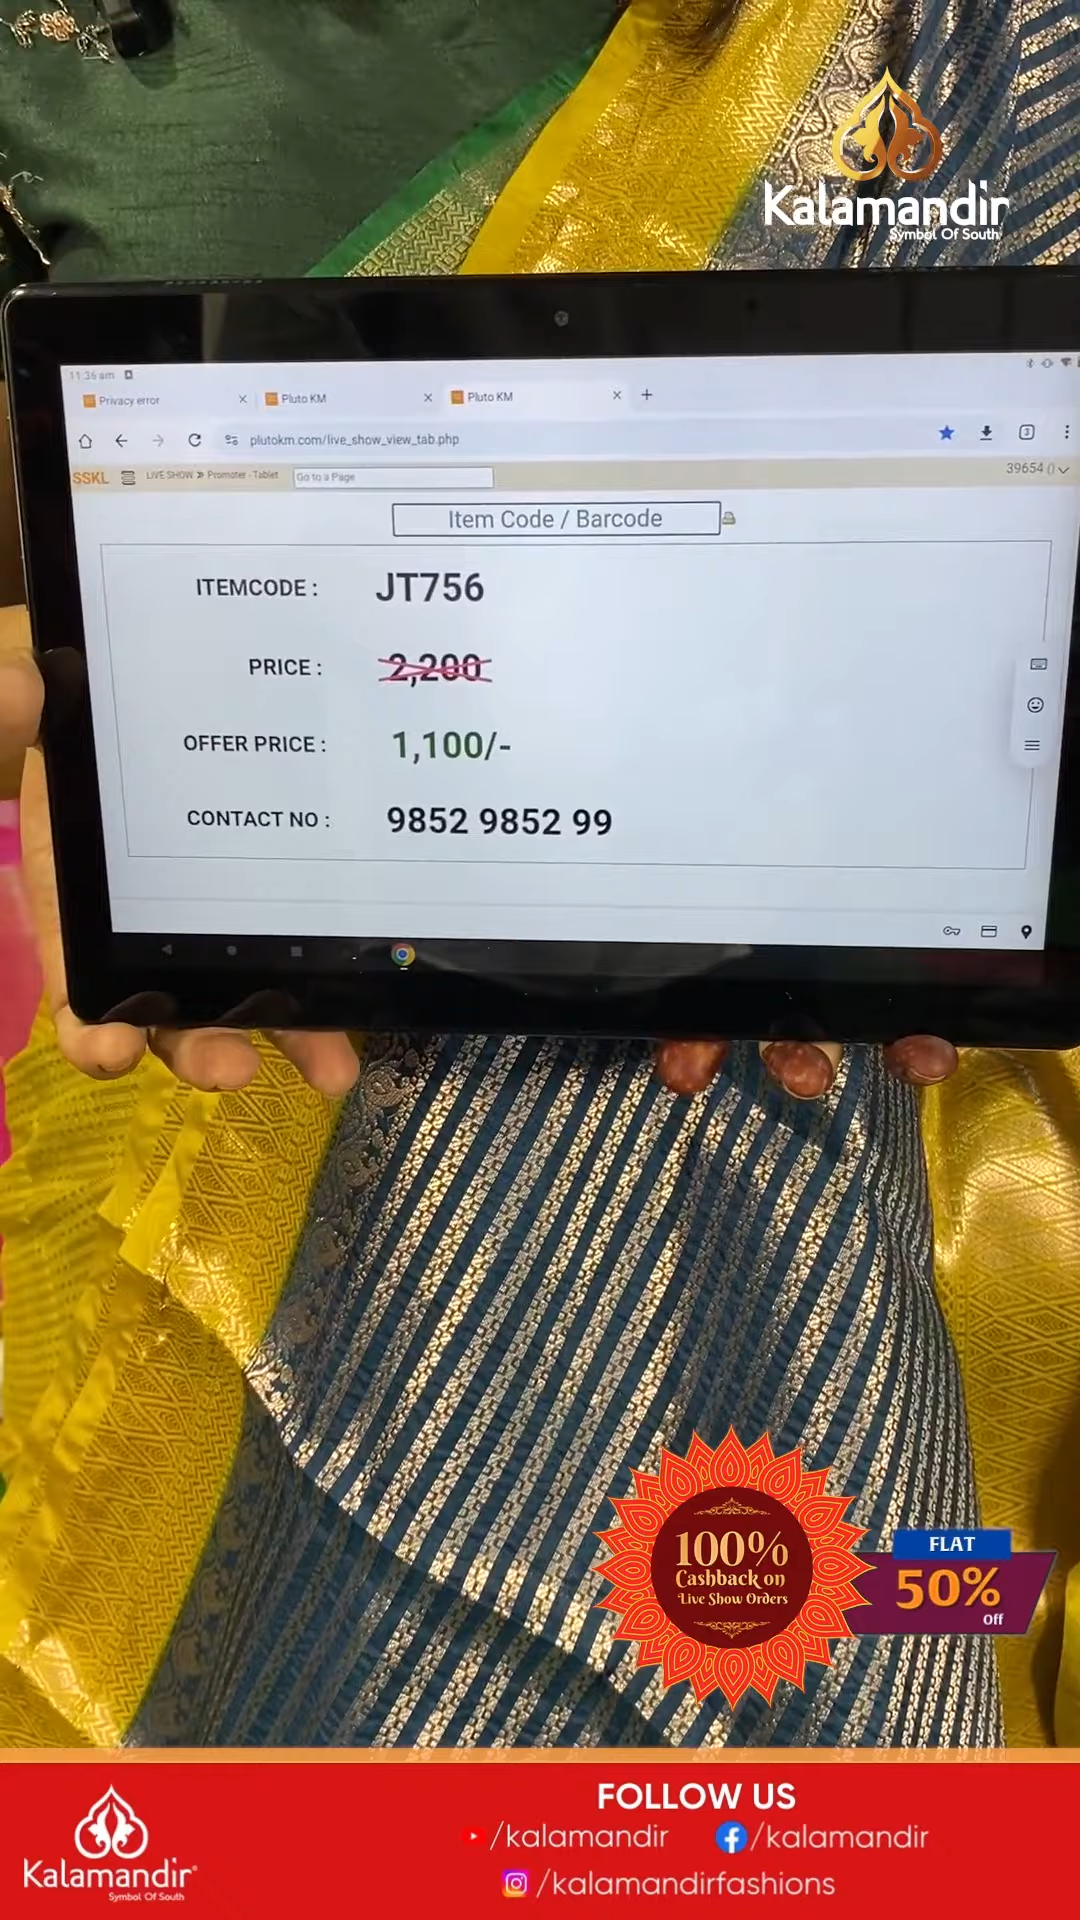 Kalamandir
Symbol Of South
11:36 am
Privacy error
Pluto KM
Pluto KM
plutokm.com/live_show_view_tab.php
3
SSKL
LIVE SHOW >> Promoter - Tablet
Go to a Page
39654 ()
Item Code / Barcode
ITEMCODE : JT756
PRICE : 2,200
OFFER PRICE : 1,100/-
CONTACT NO : 9852 9852 99
100%
Cashback on
Live Show Orders
FLAT
50%
Off
FOLLOW US
/kalamandir
/kalamandir
/kalamandirfashions
Kalamandir
Symbol Of South